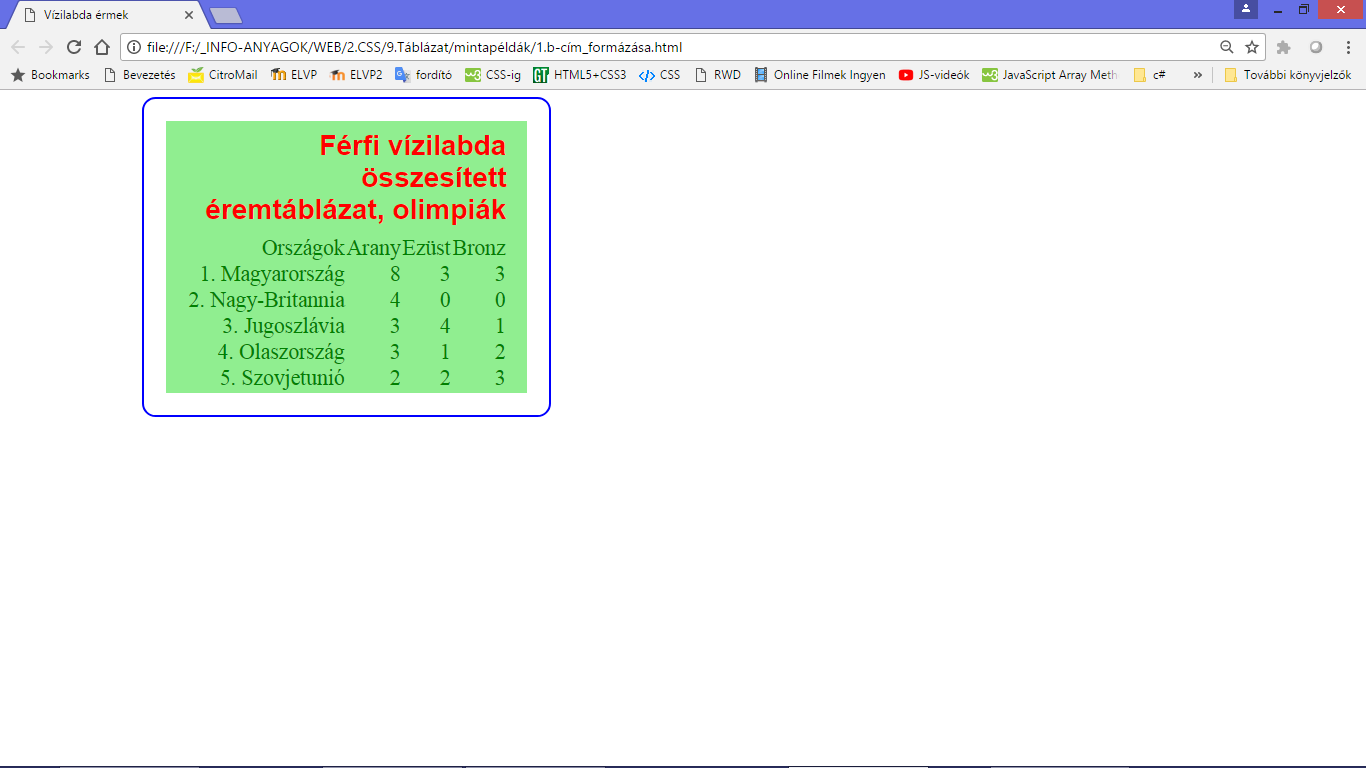 Vízilabda érmek
file:///F:/_INFO-ANYAGOK/WEB/2.CSS/9.Táblázat/mintapéldák/1.b-cím_formázása.html
Bookmarks Bevezetés CitroMail ELVP ELVP2 fordító CSS-ig HTML5+CSS3 CSS RWD Online Filmek Ingyen JS-videók JavaScript Array Meth c# » További könyvjelzők
Férfi vízilabda
összesített
éremtáblázat, olimpiák
Országok Arany Ezüst Bronz
1. Magyarország 8 3 3
2. Nagy-Britannia 4 0 0
3. Jugoszlávia 3 4 1
4. Olaszország 3 1 2
5. Szovjetunió 2 2 3